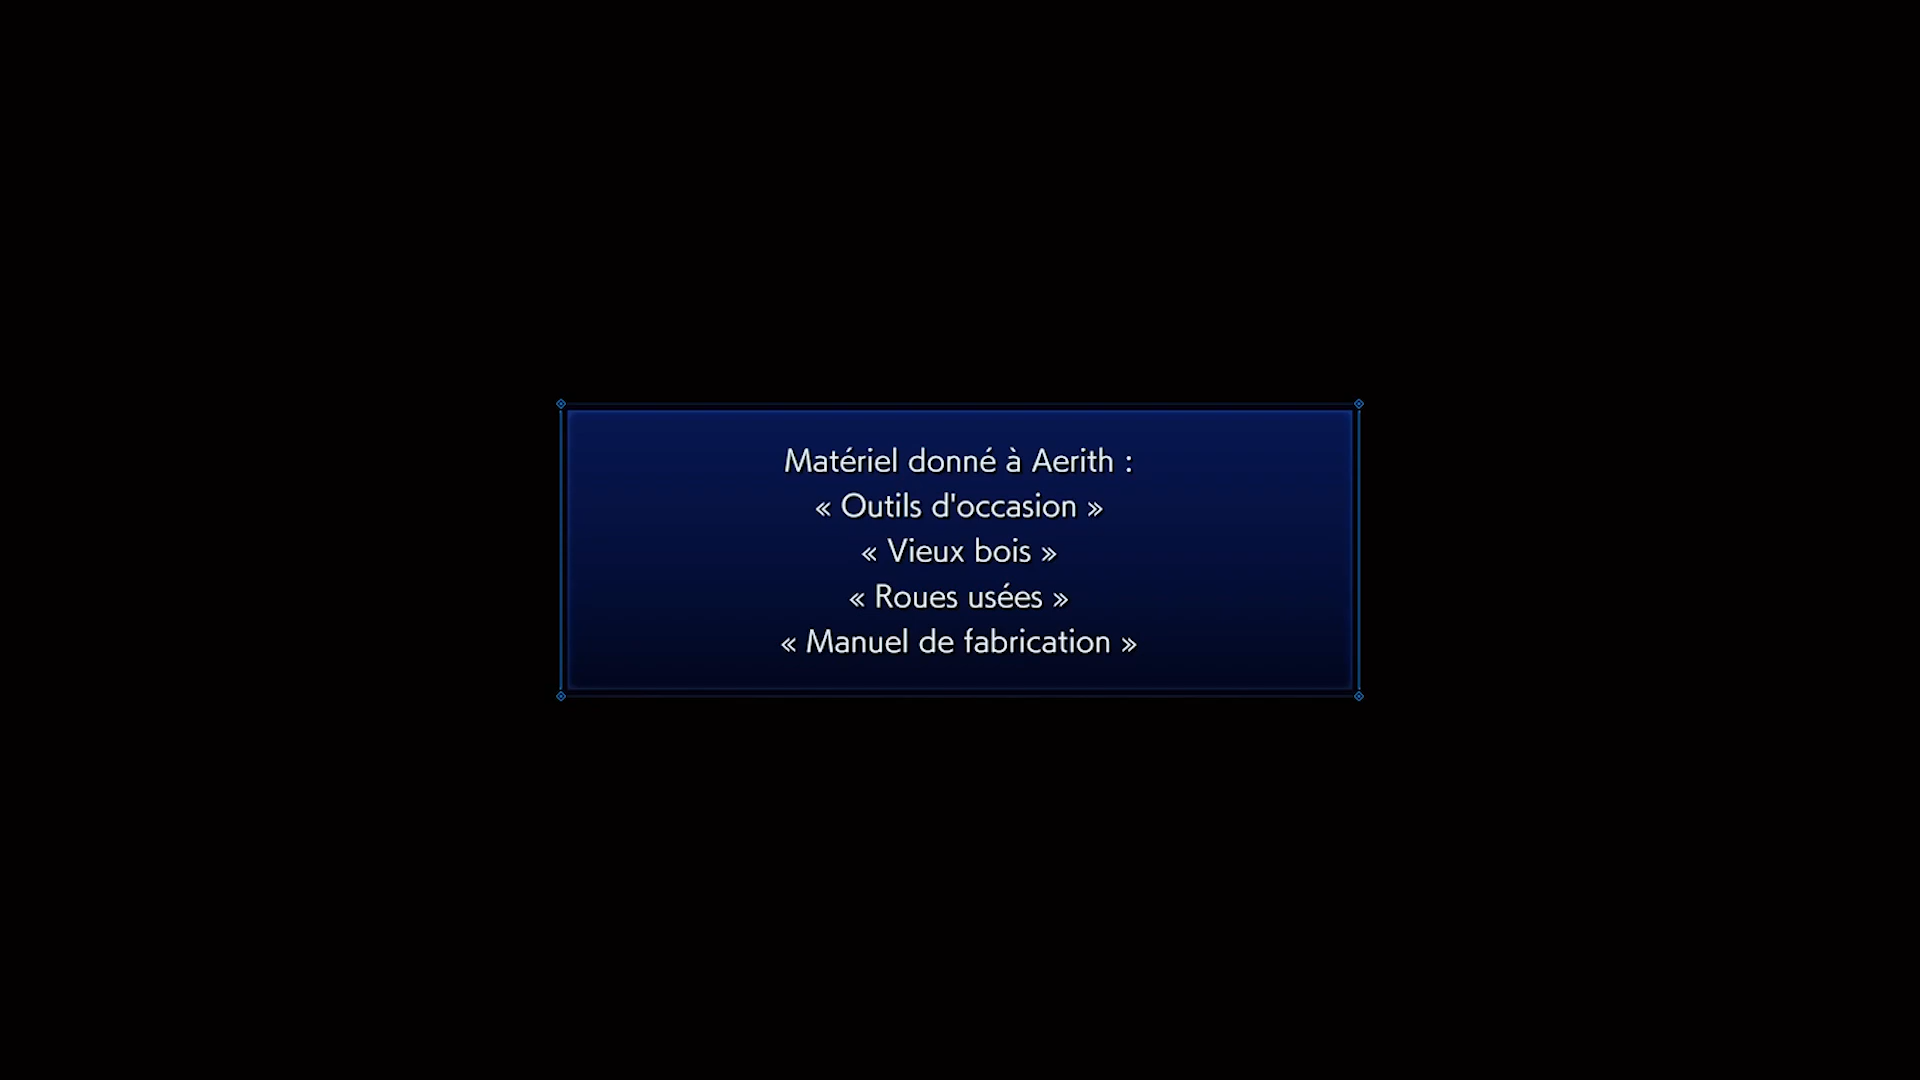 Matériel donné à Aerith :
« Outils d'occasion »
« Vieux bois »
« Roues usées »
« Manuel de fabrication »